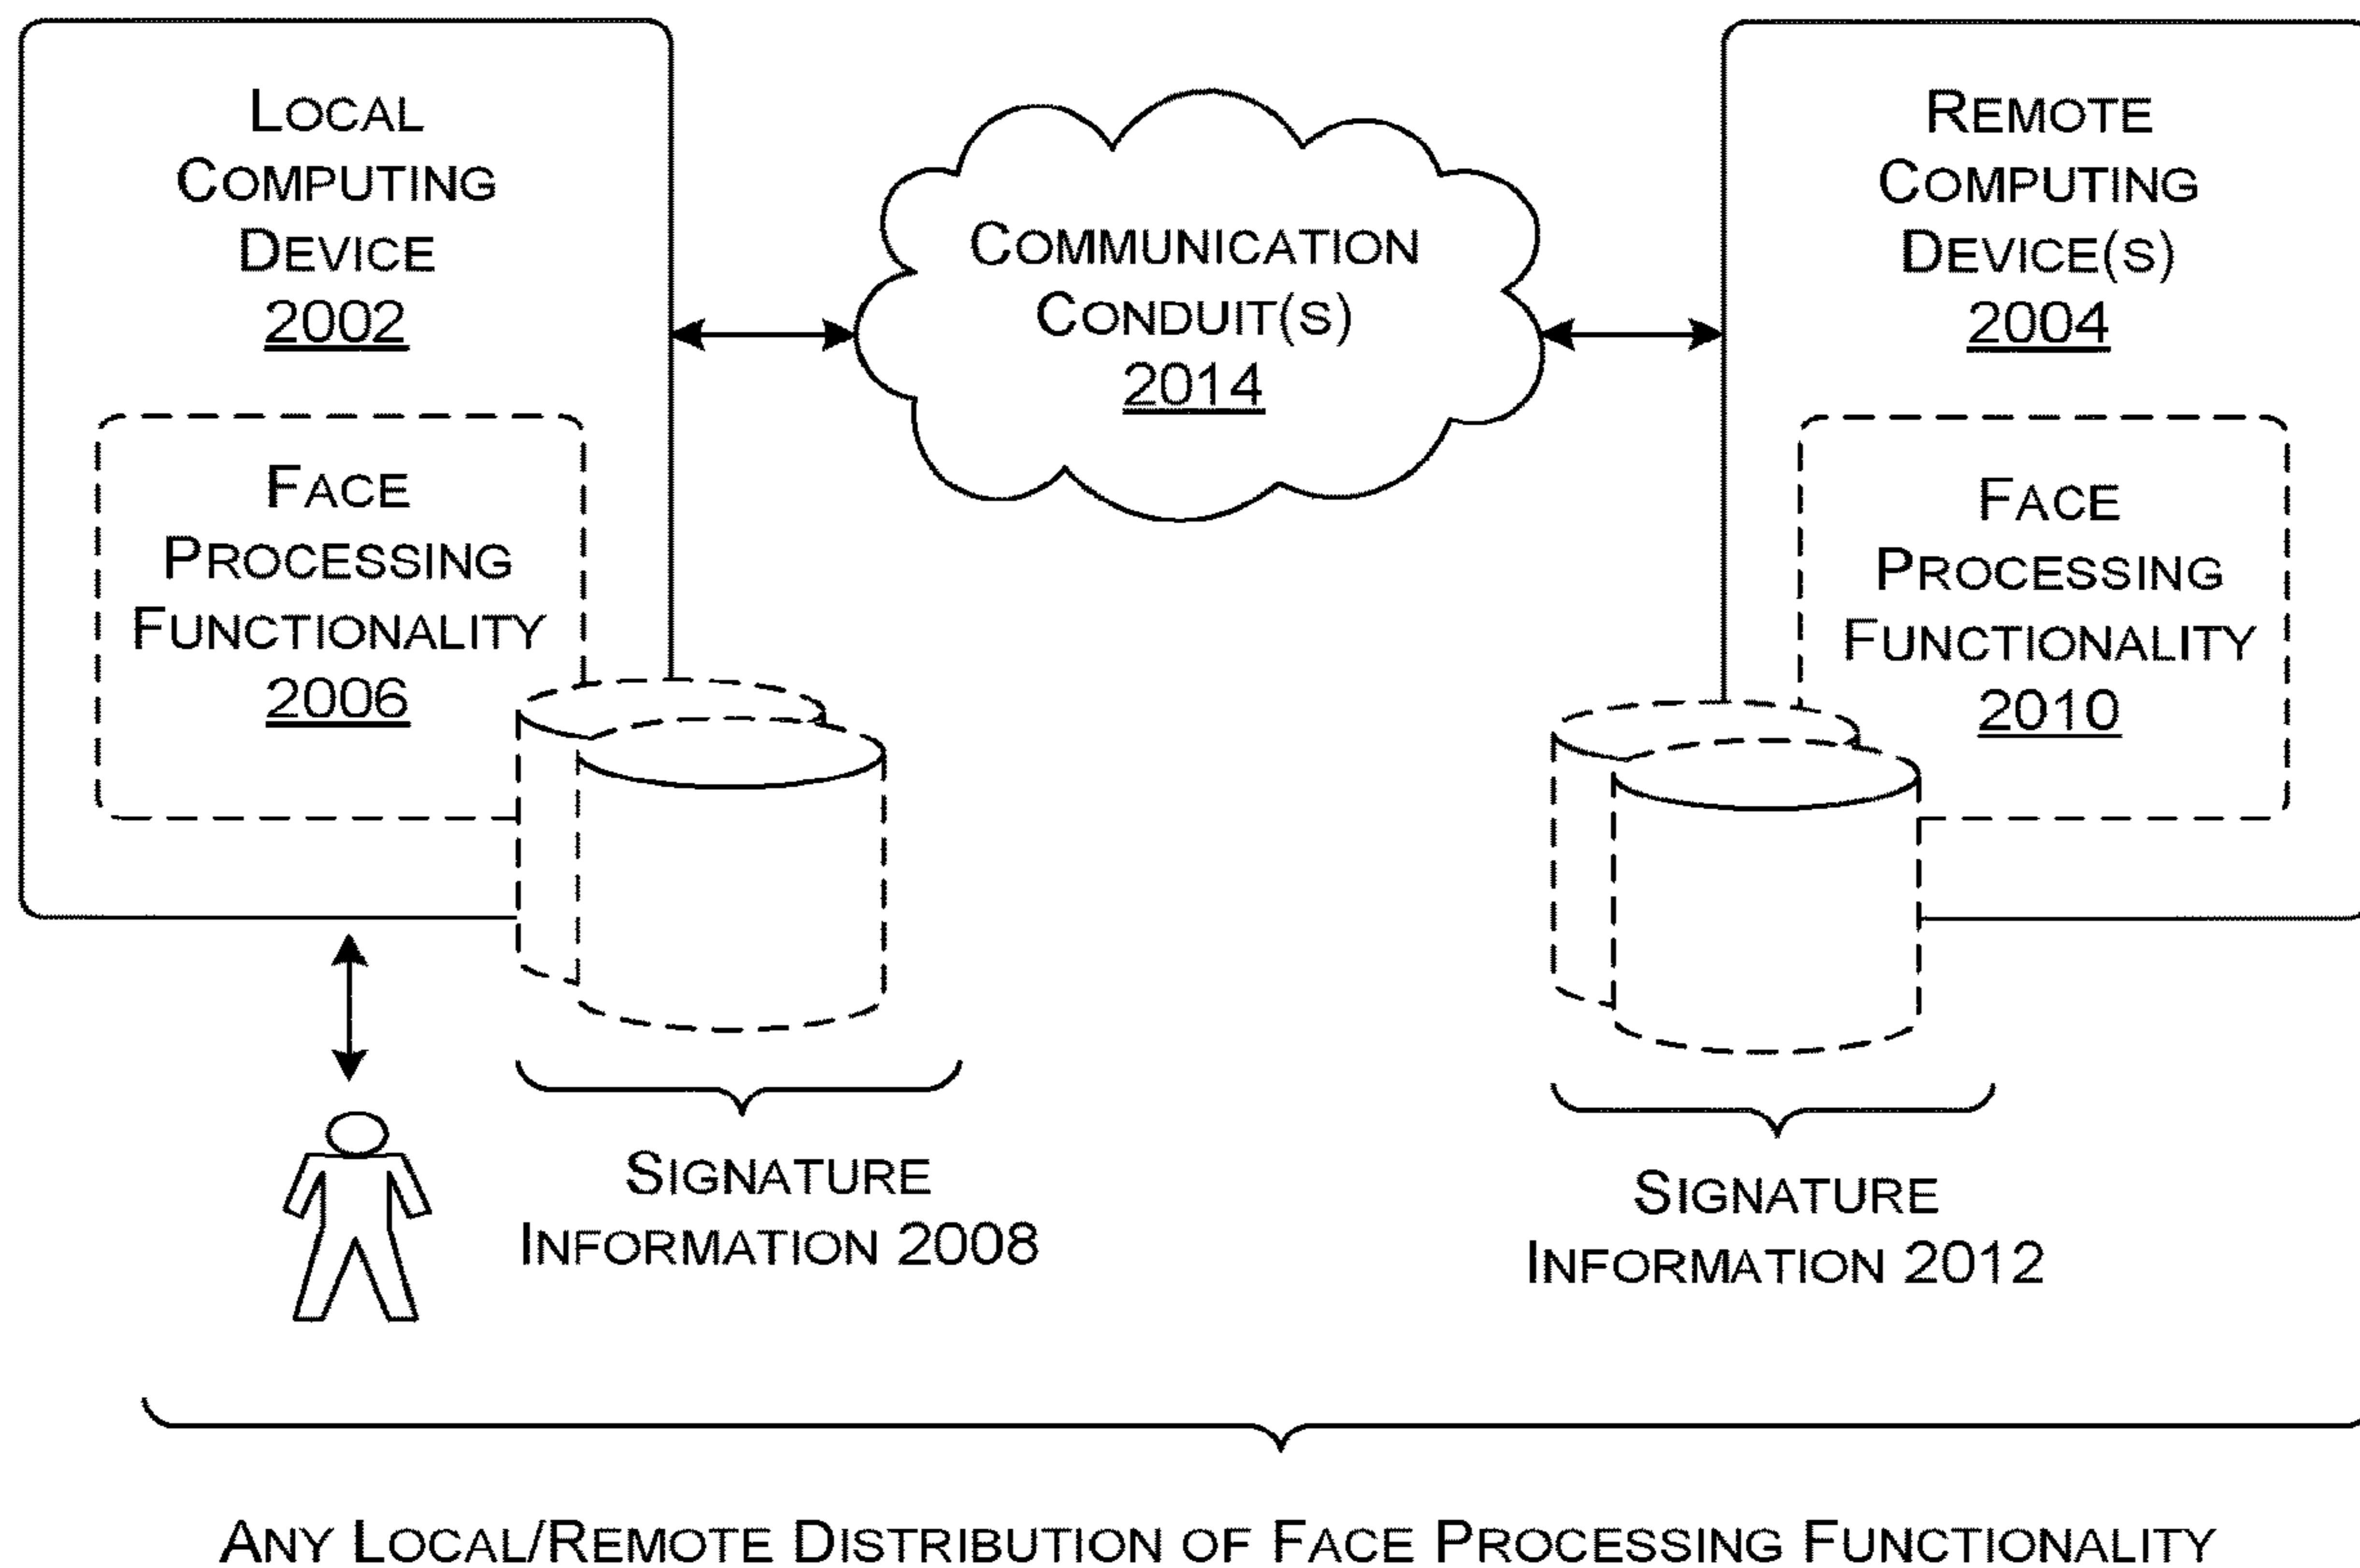 LOCAL
COMPUTING
DEVICE
2002
FACE
PROCESSING
FUNCTIONALITY
2006
COMMUNICATION
CONDUIT(S)
2014
REMOTE
COMPUTING
DEVICE(S)
2004
FACE
PROCESSING
FUNCTIONALITY
2010
SIGNATURE
INFORMATION 2008
SIGNATURE
INFORMATION 2012
ANY LOCAL/REMOTE DISTRIBUTION OF FACE PROCESSING FUNCTIONALITY